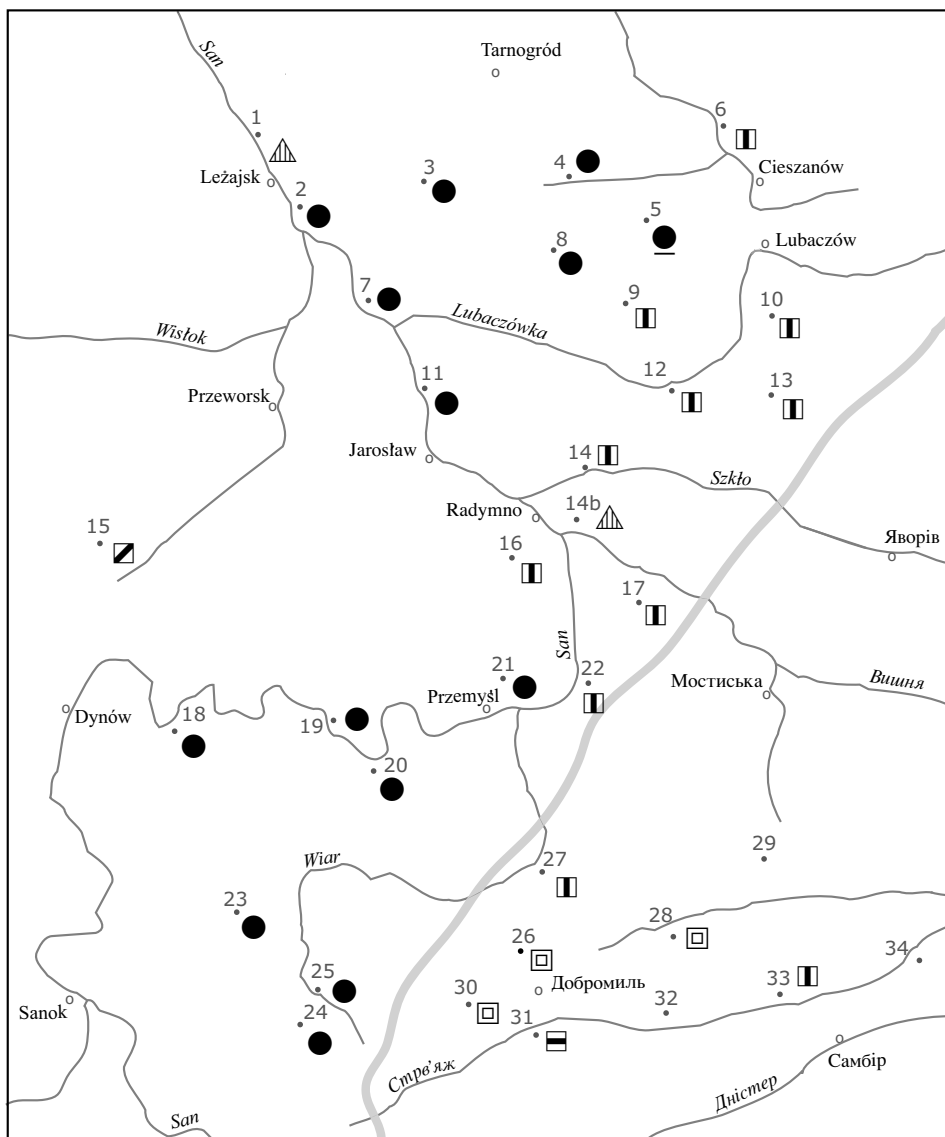 San
Tarnogród
1
6
Leżajsk
2
3
4
Cieszanów
5
8
Lubaczów
7
9
10
Wisłok
Lubaczówka
11
12
13
Przeworsk
Jarosław
14
Szkło
Radymno
14b
15
Яворів
16
17
San
21
22
Przemyśl
Мостиська
Вишня
Dynów
18
19
20
Wiar
27
29
23
28
26
34
25
Добромиль
33
Sanok
30
32
24
31
Самбір
Стрв'яж
Дністер
San